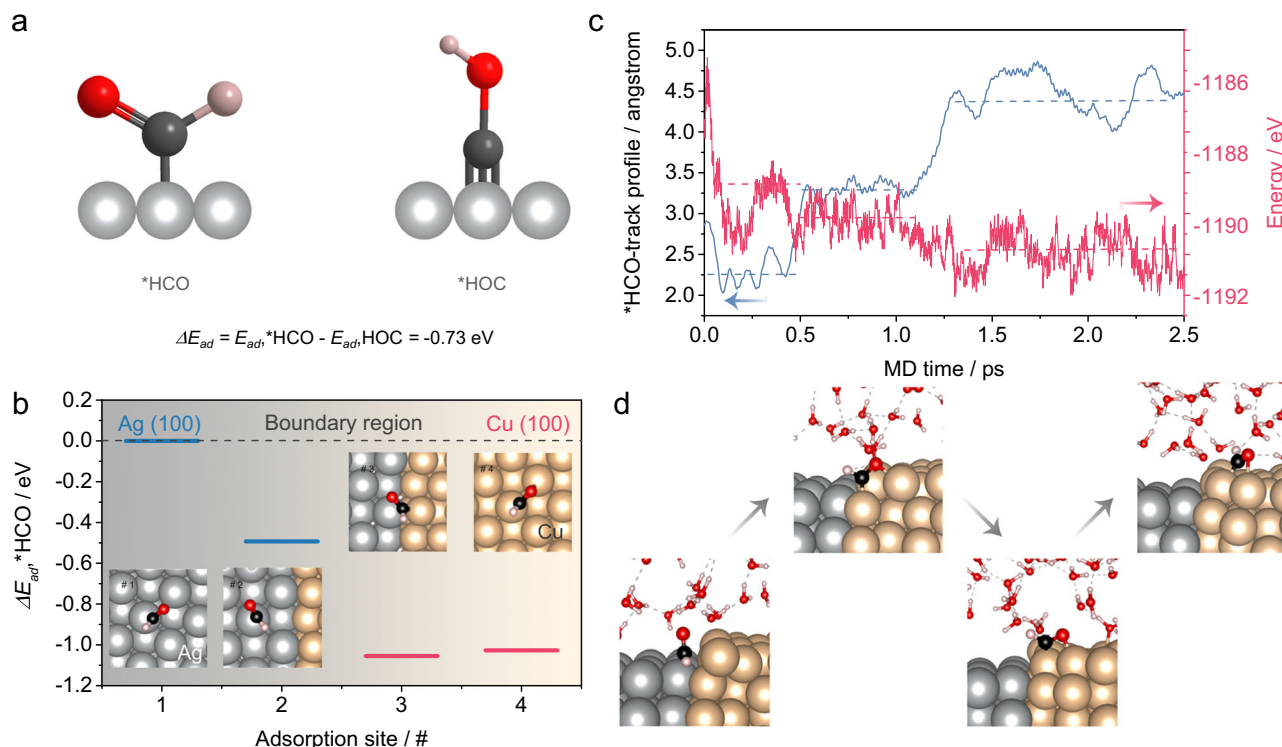 a
*HCO
*HOC
ΔE_ad = E_ad,*HCO - E_ad,HOC = -0.73 eV
b
ΔE_ad,*HCO / eV
0.2
0.0
-0.2
-0.4
-0.6
-0.8
-1.0
-1.2
Ag (100)
Boundary region
Cu (100)
# 3
# 4
Cu
# 1
Ag
# 2
1
2
3
4
Adsorption site / #
c
*HCO-track profile / angstrom
5.0
4.5
4.0
3.5
3.0
2.5
2.0
-1186
-1188
-1190
-1192
Energy / eV
0.0
0.5
1.0
1.5
2.0
2.5
MD time / ps
d